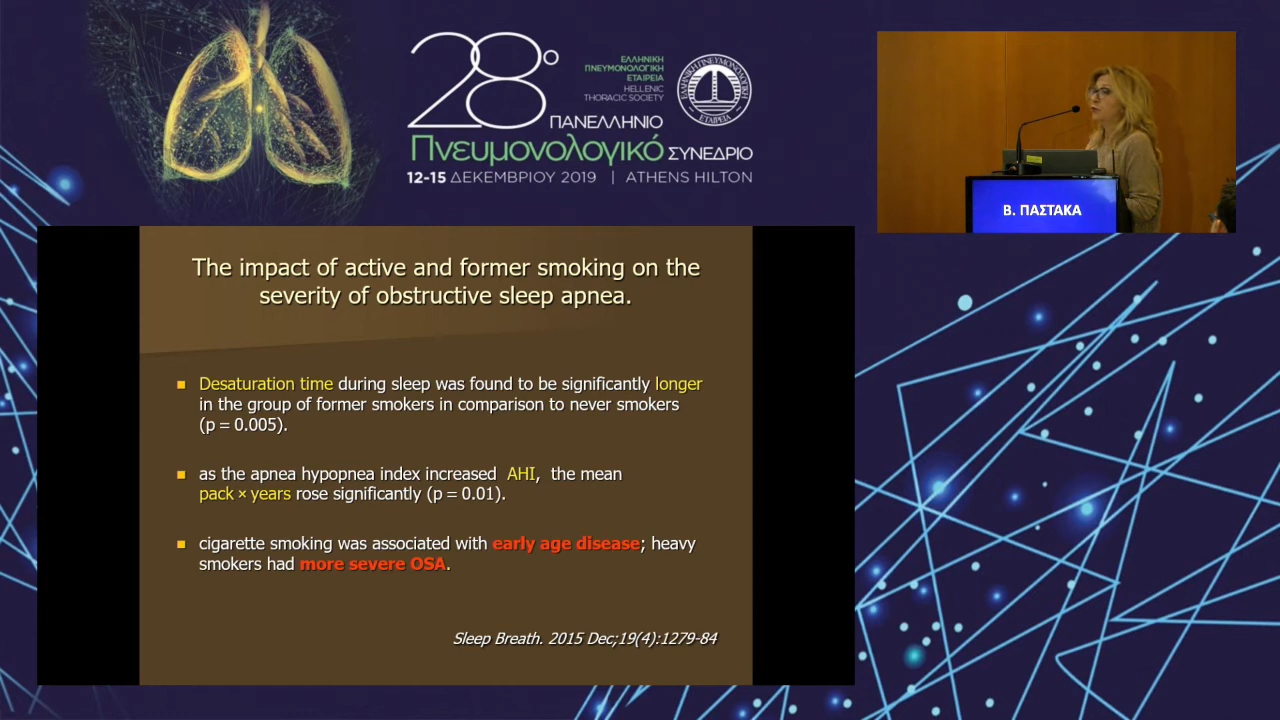 28ο
ΕΛΛΗΝΙΚΗ
ΠΝΕΥΜΟΝΟΛΟΓΙΚΗ
ΕΤΑΙΡΕΙΑ
HELLENIC
THORACIC SOCIETY
ΕΛΛΗΝΙΚΗ ΠΝΕΥΜΟΝΟΛΟΓΙΚΗ ΕΤΑΙΡΕΙΑ
ΠΑΝΕΛΛΗΝΙΟ
Πνευμονολογικό ΣΥΝΕΔΡΙΟ
12-15 ΔΕΚΕΜΒΡΙΟΥ 2019 | ATHENS HILTON
Β. ΠΑΣΤΑΚΑ
The impact of active and former smoking on the
severity of obstructive sleep apnea.
Desaturation time during sleep was found to be significantly longer
in the group of former smokers in comparison to never smokers
(p = 0.005).
as the apnea hypopnea index increased AHI, the mean
pack × years rose significantly (p = 0.01).
cigarette smoking was associated with early age disease; heavy
smokers had more severe OSA.
Sleep Breath. 2015 Dec;19(4):1279-84